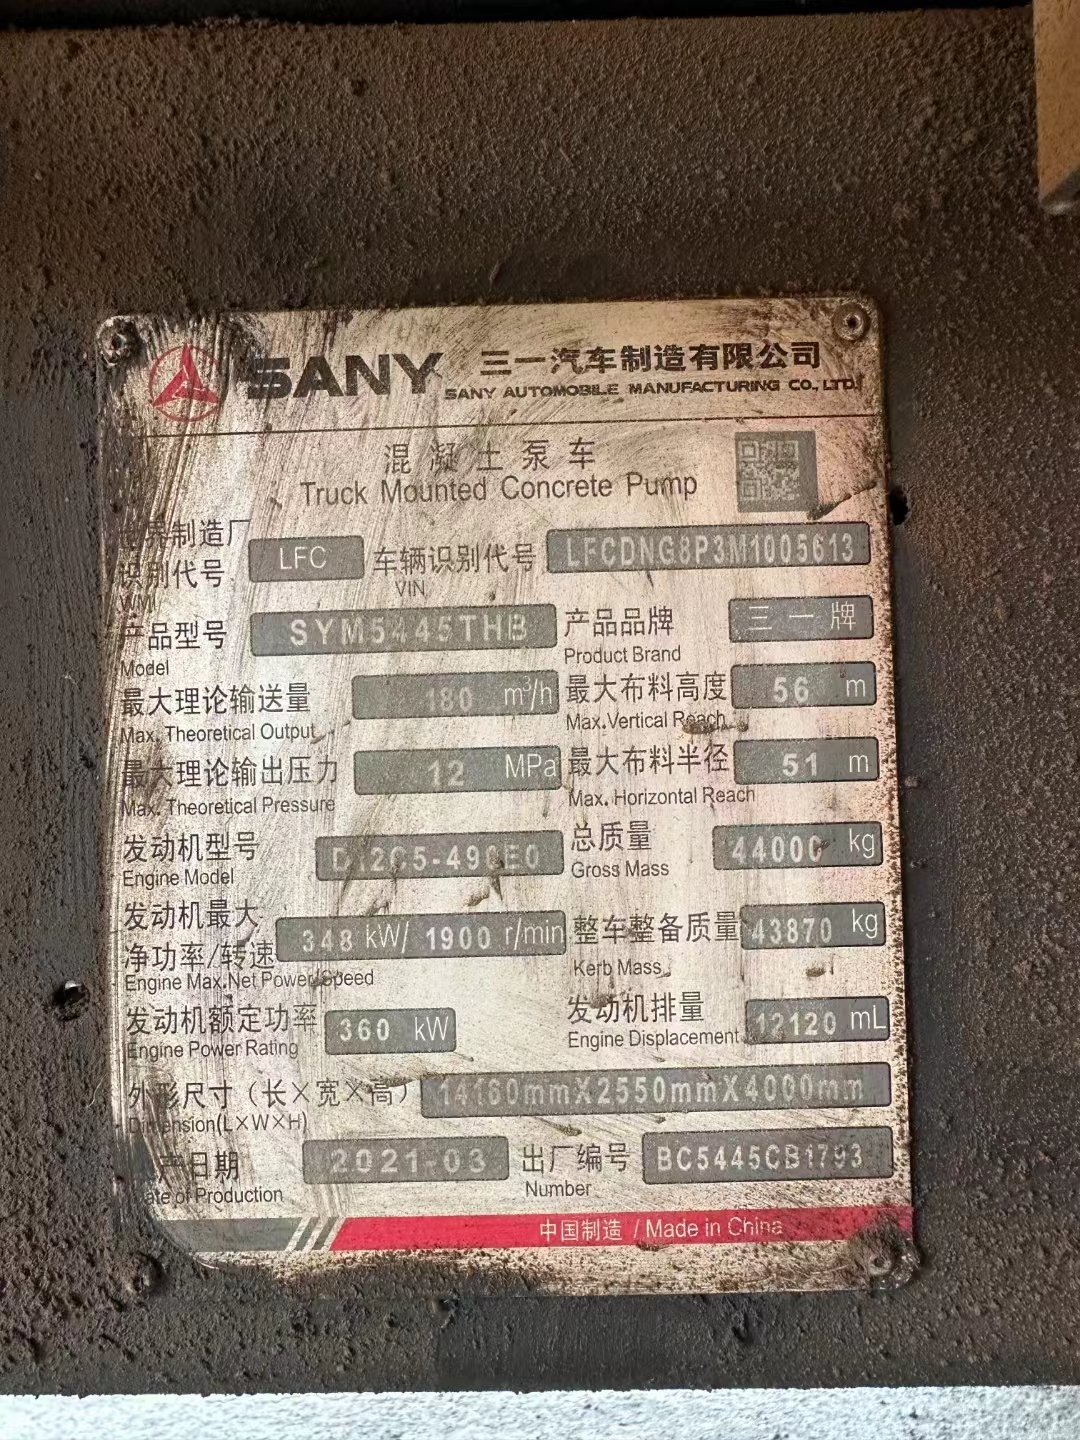 SANY 三一汽车制造有限公司
SANY AUTOMOBILE MANUFACTURING CO., LTD.
混凝土泵车
Truck Mounted Concrete Pump
世界制造厂识别代号 LFC 车辆识别代号 LFCDNG8P3M1005613
WMI VIN
产品型号 SYM5445THB 产品品牌 三一牌
Model Product Brand
最大理论输送量 180 m³/h 最大布料高度 56 m
Max. Theoretical Output Max. Vertical Reach
最大理论输出压力 12 MPa 最大布料半径 51 m
Max. Theoretical Pressure Max. Horizontal Reach
发动机型号 总质量 44000 kg
Engine Model Gross Mass
发动机最大净功率/转速 348 kW/ 1900 r/min 整车整备质量 43870 kg
Engine Max.Net Power/Speed Kerb Mass
发动机额定功率 360 kW 发动机排量 12120 mL
Engine Power Rating Engine Displacement
外形尺寸（长×宽×高） 14160mmX2550mmX4000mm
Dimension(L×W×H)
生产日期 2021-03 出厂编号 BC5445CB1793
Date of Production Number
中国制造 / Made in China